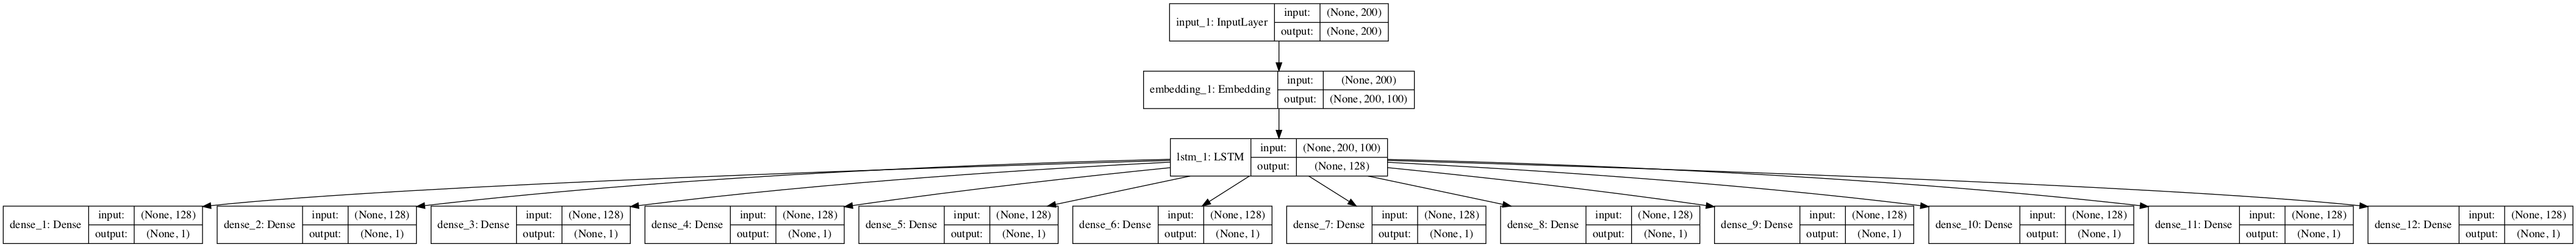 input_1: InputLayer input: (None, 200)
output: (None, 200)
embedding_1: Embedding input: (None, 200)
output: (None, 200, 100)
lstm_1: LSTM input: (None, 200, 100)
output: (None, 128)
dense_1: Dense input: (None, 128)
output: (None, 1)
dense_2: Dense input: (None, 128)
output: (None, 1)
dense_3: Dense input: (None, 128)
output: (None, 1)
dense_4: Dense input: (None, 128)
output: (None, 1)
dense_5: Dense input: (None, 128)
output: (None, 1)
dense_6: Dense input: (None, 128)
output: (None, 1)
dense_7: Dense input: (None, 128)
output: (None, 1)
dense_8: Dense input: (None, 128)
output: (None, 1)
dense_9: Dense input: (None, 128)
output: (None, 1)
dense_10: Dense input: (None, 128)
output: (None, 1)
dense_11: Dense input: (None, 128)
output: (None, 1)
dense_12: Dense input: (None, 128)
output: (None, 1)